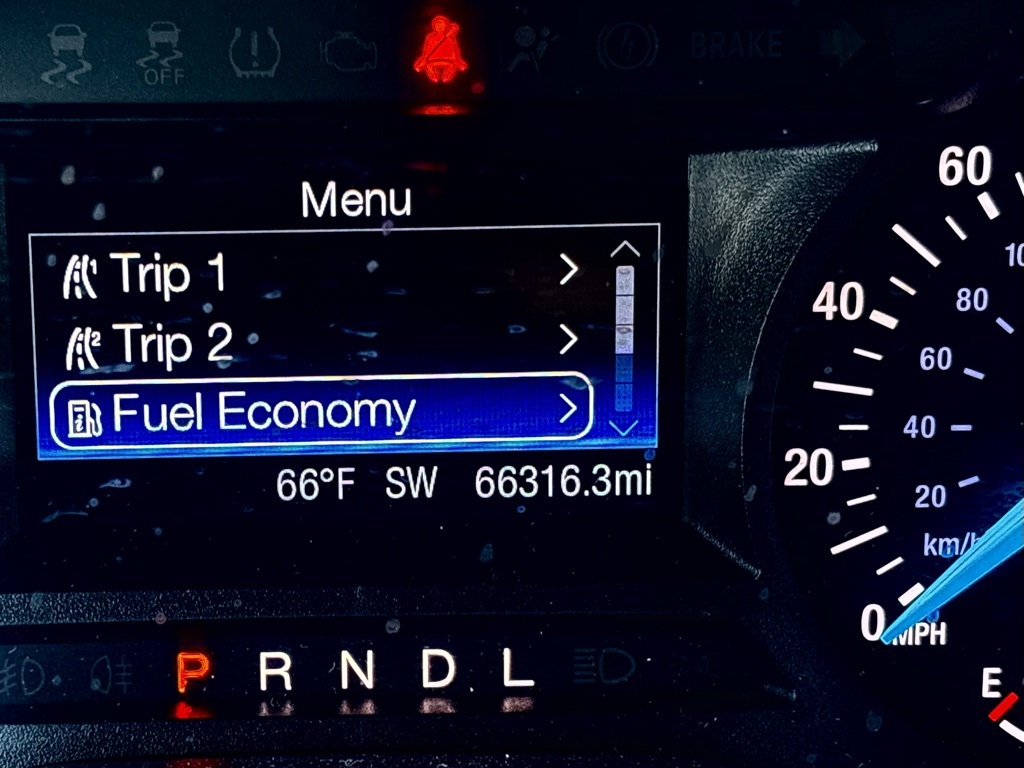 OFF
BRAKE
Menu
Trip 1
Trip 2
Fuel Economy
66°F SW 66316.3mi
60
40
20
0
MPH
10
80
60
40
20
km/h
P R N D L
E